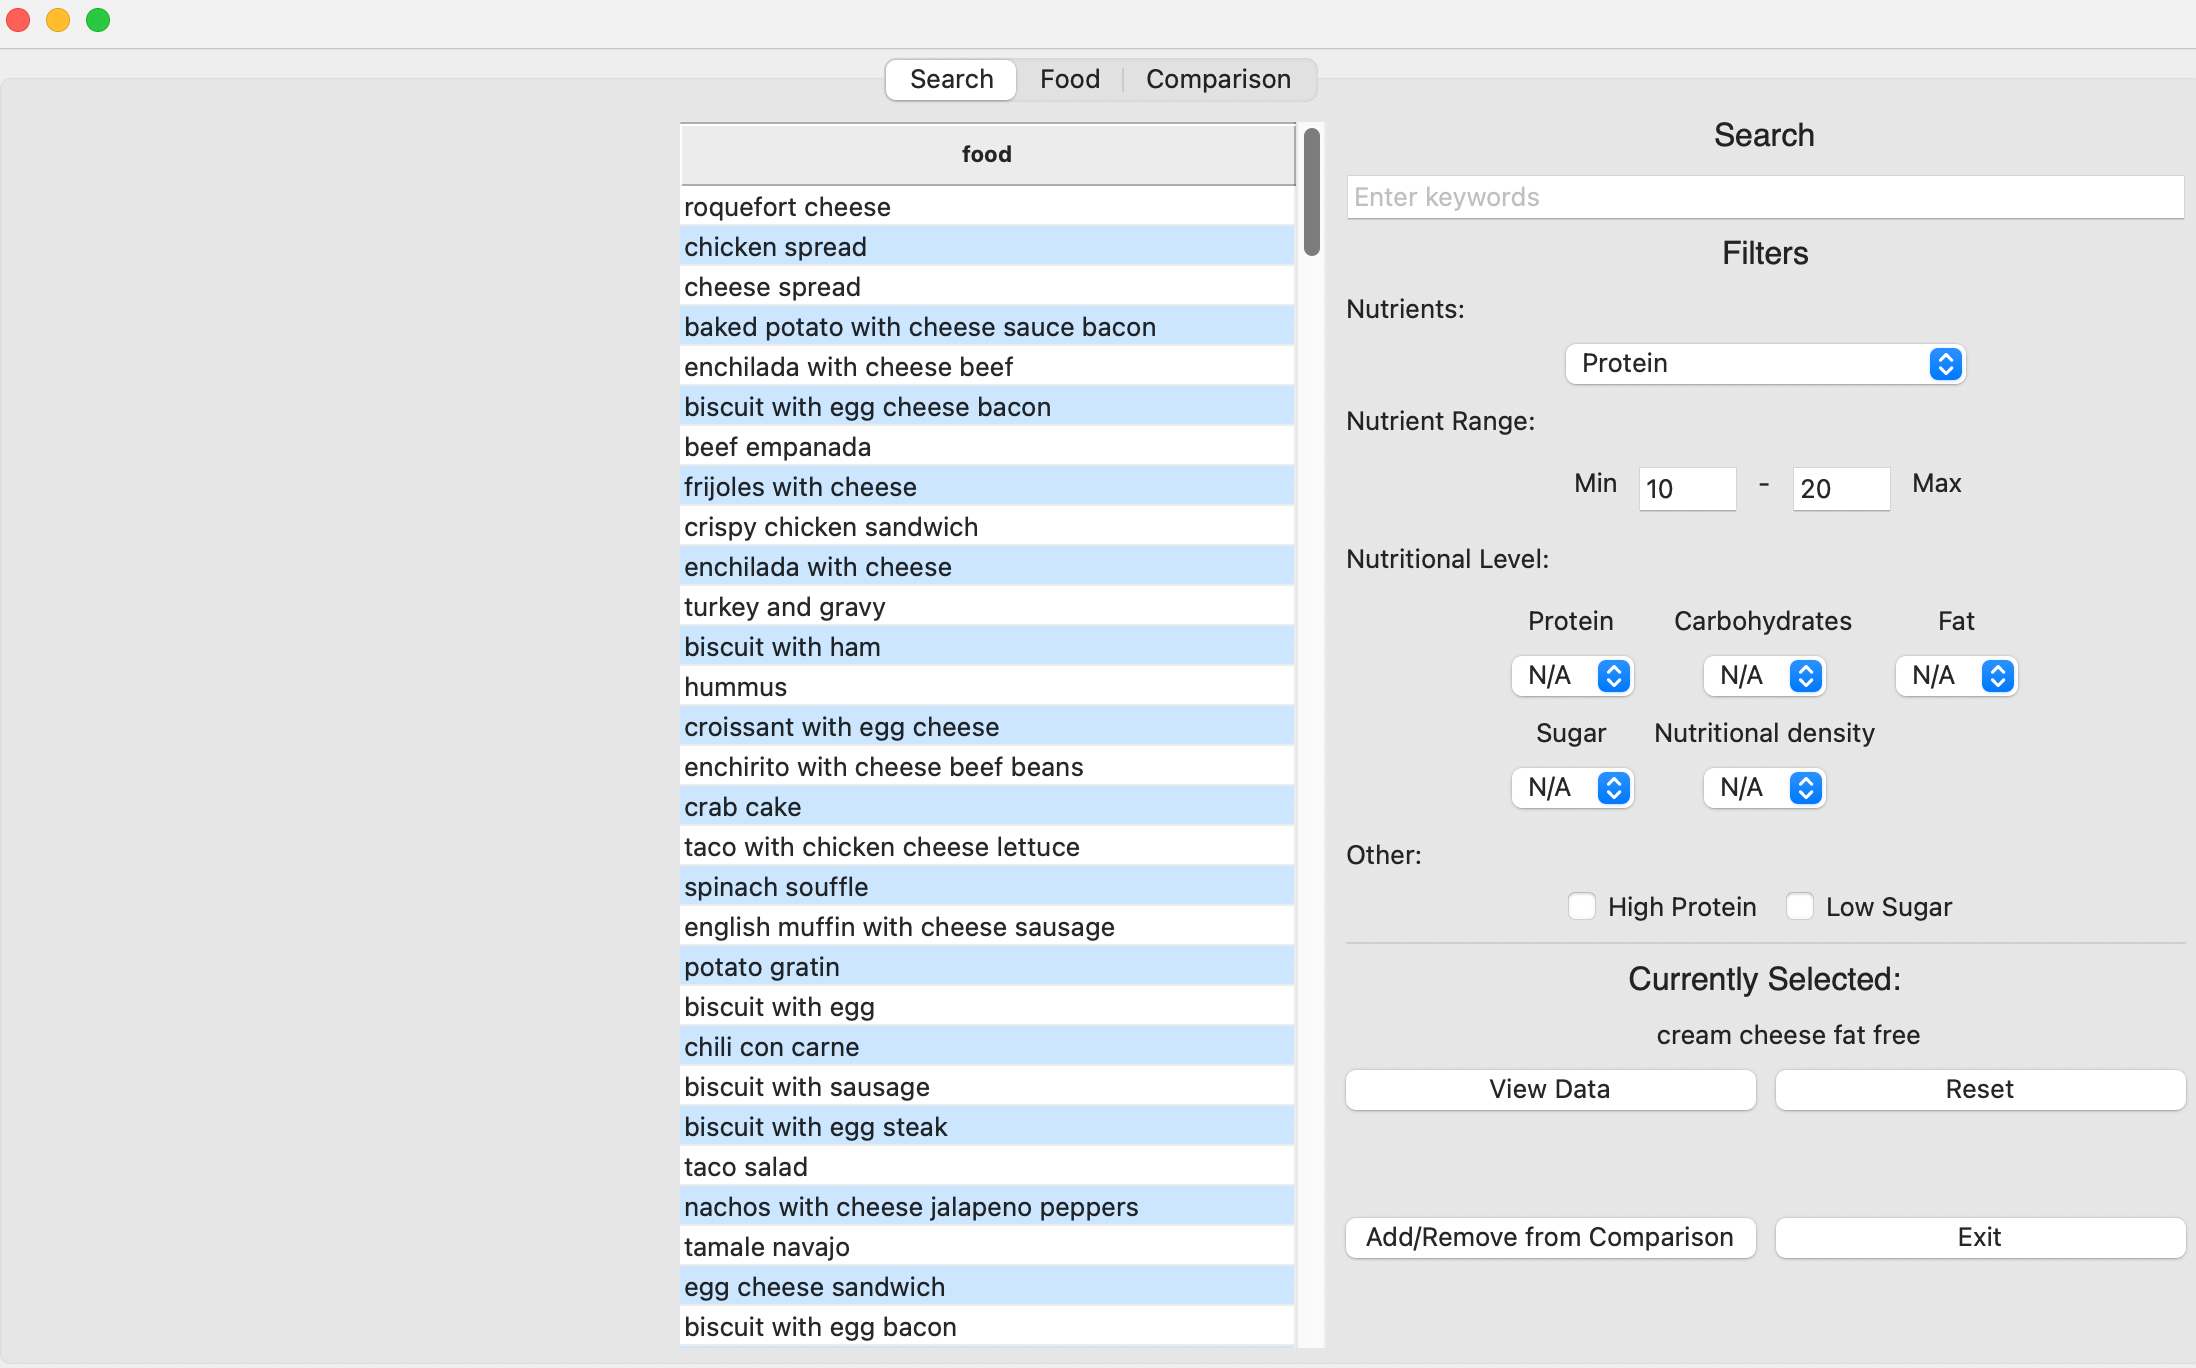 Search Food Comparison
food
roquefort cheese
chicken spread
cheese spread
baked potato with cheese sauce bacon
enchilada with cheese beef
biscuit with egg cheese bacon
beef empanada
frijoles with cheese
crispy chicken sandwich
enchilada with cheese
turkey and gravy
biscuit with ham
hummus
croissant with egg cheese
enchirito with cheese beef beans
crab cake
taco with chicken cheese lettuce
spinach souffle
english muffin with cheese sausage
potato gratin
biscuit with egg
chili con carne
biscuit with sausage
biscuit with egg steak
taco salad
nachos with cheese jalapeno peppers
tamale navajo
egg cheese sandwich
biscuit with egg bacon
Search
Enter keywords
Filters
Nutrients:
Protein
Nutrient Range:
Min 10 - 20 Max
Nutritional Level:
Protein Carbohydrates Fat
N/A N/A N/A
Sugar Nutritional density
N/A N/A
Other:
High Protein Low Sugar
Currently Selected:
cream cheese fat free
View Data Reset
Add/Remove from Comparison Exit